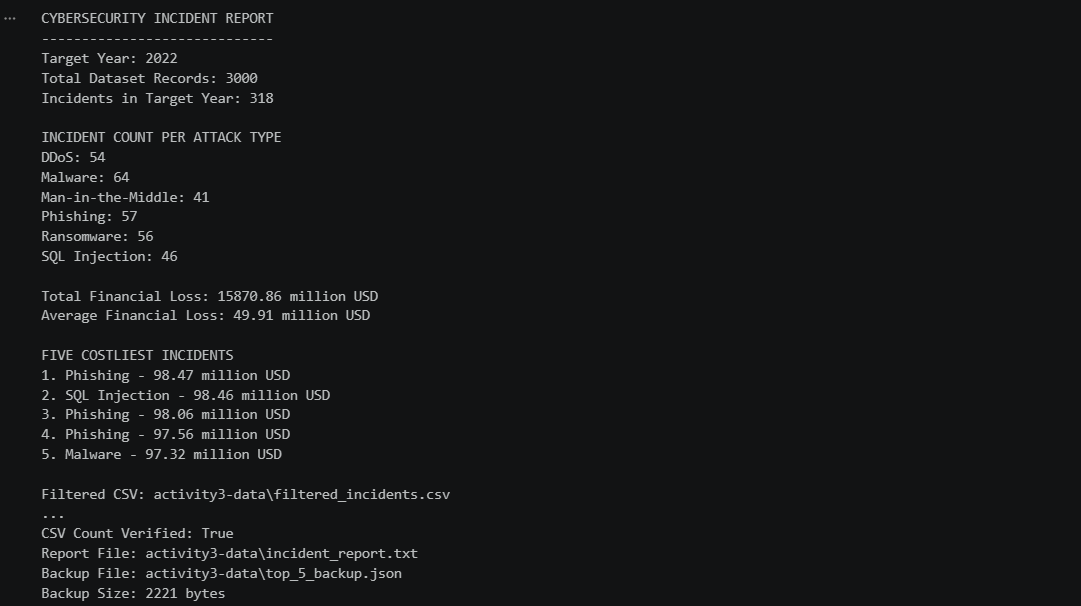 ...
CYBERSECURITY INCIDENT REPORT
-----------------------------
Target Year: 2022
Total Dataset Records: 3000
Incidents in Target Year: 318
INCIDENT COUNT PER ATTACK TYPE
DDoS: 54
Malware: 64
Man-in-the-Middle: 41
Phishing: 57
Ransomware: 56
SQL Injection: 46
Total Financial Loss: 15870.86 million USD
Average Financial Loss: 49.91 million USD
FIVE COSTLIEST INCIDENTS
1. Phishing - 98.47 million USD
2. SQL Injection - 98.46 million USD
3. Phishing - 98.06 million USD
4. Phishing - 97.56 million USD
5. Malware - 97.32 million USD
Filtered CSV: activity3-data\filtered_incidents.csv
...
CSV Count Verified: True
Report File: activity3-data\incident_report.txt
Backup File: activity3-data\top_5_backup.json
Backup Size: 2221 bytes